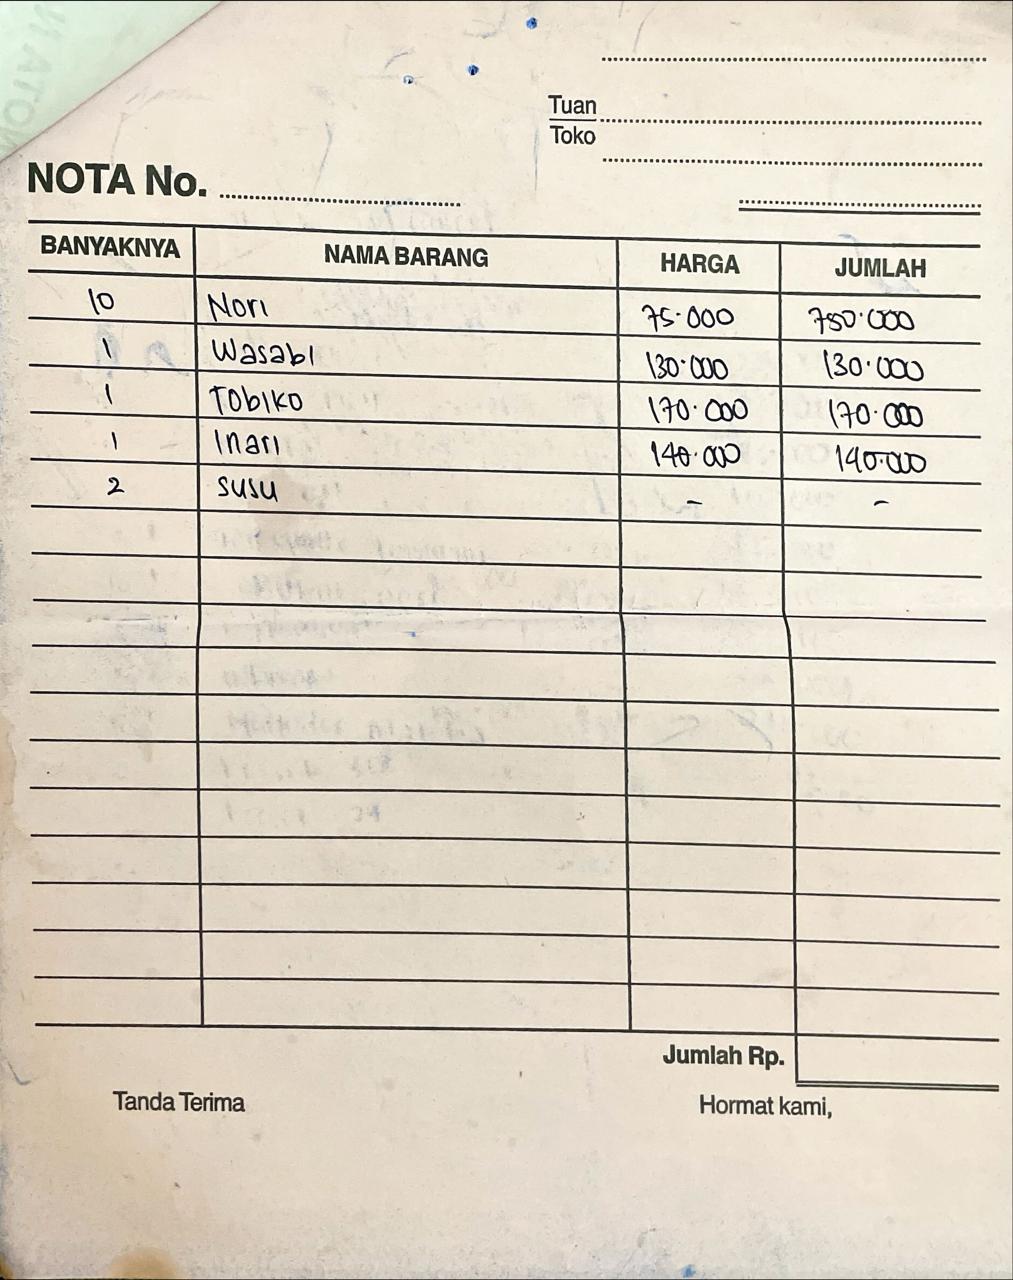 Tuan
Toko
NOTA No.
BANYAKNYA NAMA BARANG HARGA JUMLAH
10 Nori 75.000 750.000
1 Wasabi 130.000 130.000
1 Tobiko 170.000 170.000
1 Inari 140.000 140.000
2 susu - -
Jumlah Rp.
Tanda Terima Hormat kami,